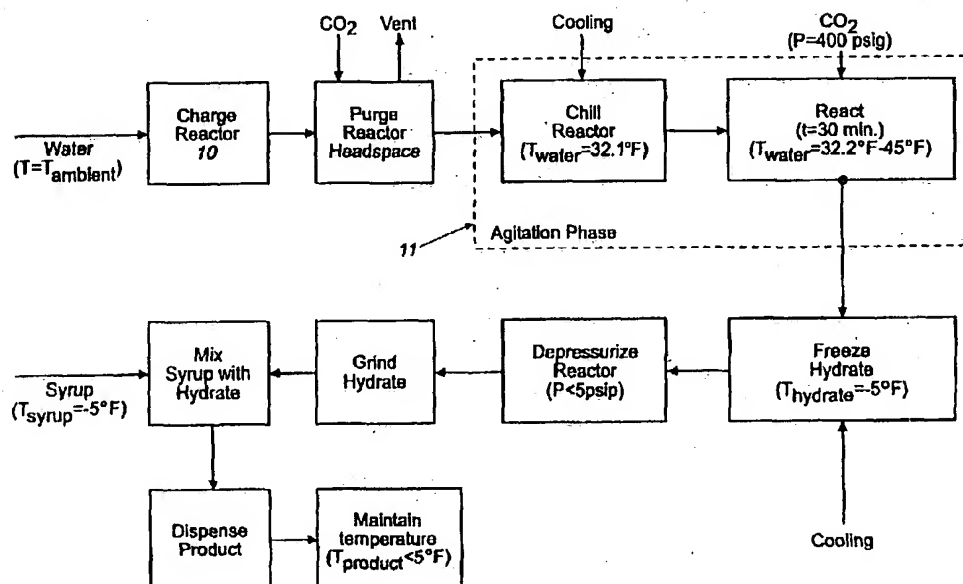 CO2
Vent
Cooling
CO2
(P=400 psig)
Water
(T=Tambient)
Charge
Reactor
10
Purge
Reactor
Headspace
Chill
Reactor
(Twater=32.1°F)
React
(t=30 min.)
(Twater=32.2°F-45°F)
11
Agitation Phase
Syrup
(Tsyrup=-5°F)
Mix
Syrup with
Hydrate
Grind
Hydrate
Depressurize
Reactor
(P<5psip)
Freeze
Hydrate
(Thydrate=-5°F)
Dispense
Product
Maintain
temperature
(Tproduct<5°F)
Cooling